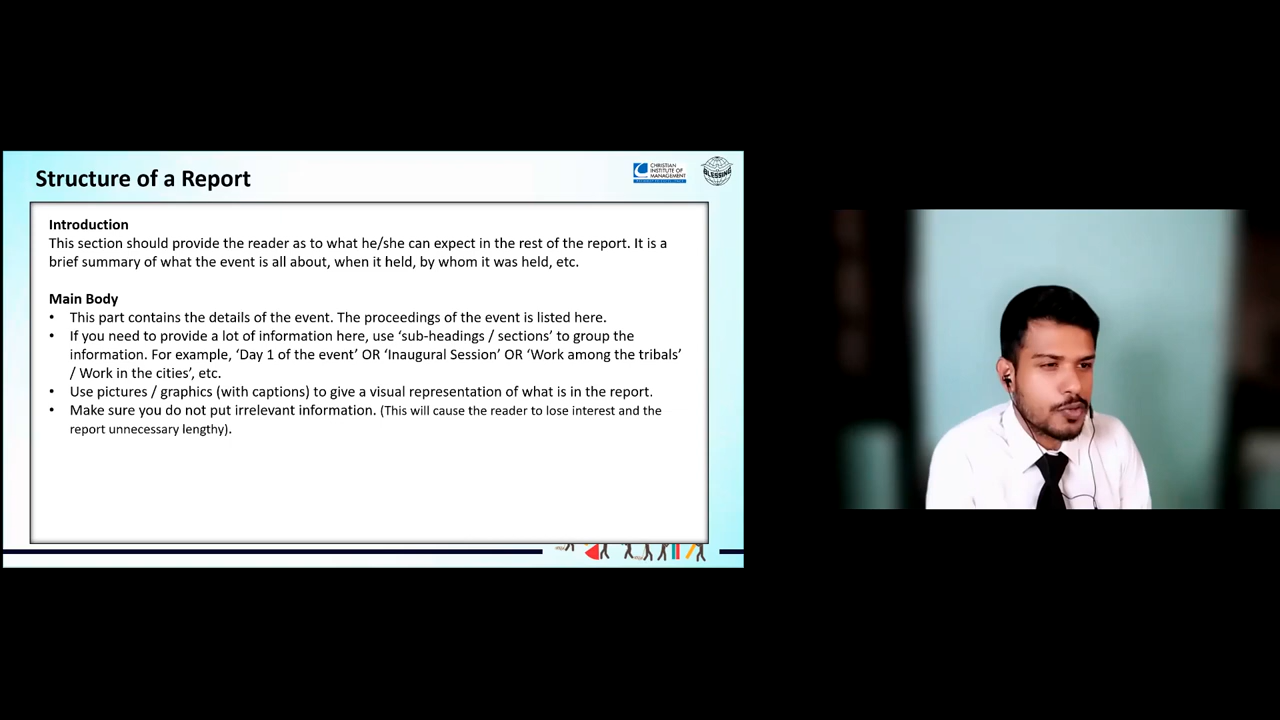 Structure of a Report
CHRISTIAN
INSTITUTE OF
MANAGEMENT
BLESSING
Introduction
This section should provide the reader as to what he/she can expect in the rest of the report. It is a
brief summary of what the event is all about, when it held, by whom it was held, etc.
Main Body
• This part contains the details of the event. The proceedings of the event is listed here.
• If you need to provide a lot of information here, use ‘sub-headings / sections’ to group the
information. For example, ‘Day 1 of the event’ OR ‘Inaugural Session’ OR ‘Work among the tribals’
/ Work in the cities’, etc.
• Use pictures / graphics (with captions) to give a visual representation of what is in the report.
• Make sure you do not put irrelevant information. (This will cause the reader to lose interest and the
report unnecessary lengthy).